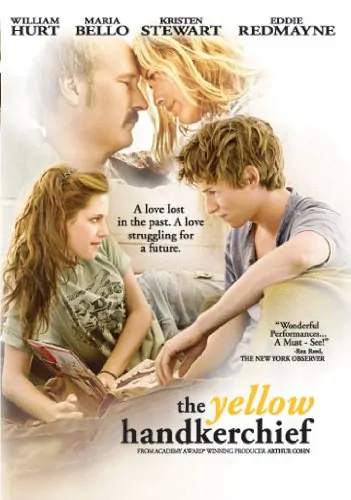 WILLIAM HURT
MARIA BELLO
KRISTEN STEWART
EDDIE REDMAYNE
A love lost
in the past. A love
struggling for
a future.
"Wonderful
Performances...
A Must - See!"
-Rex Reed,
THE NEW YORK OBSERVER
the yellow
handkerchief
FROM ACADEMY AWARD® WINNING PRODUCER ARTHUR COHN